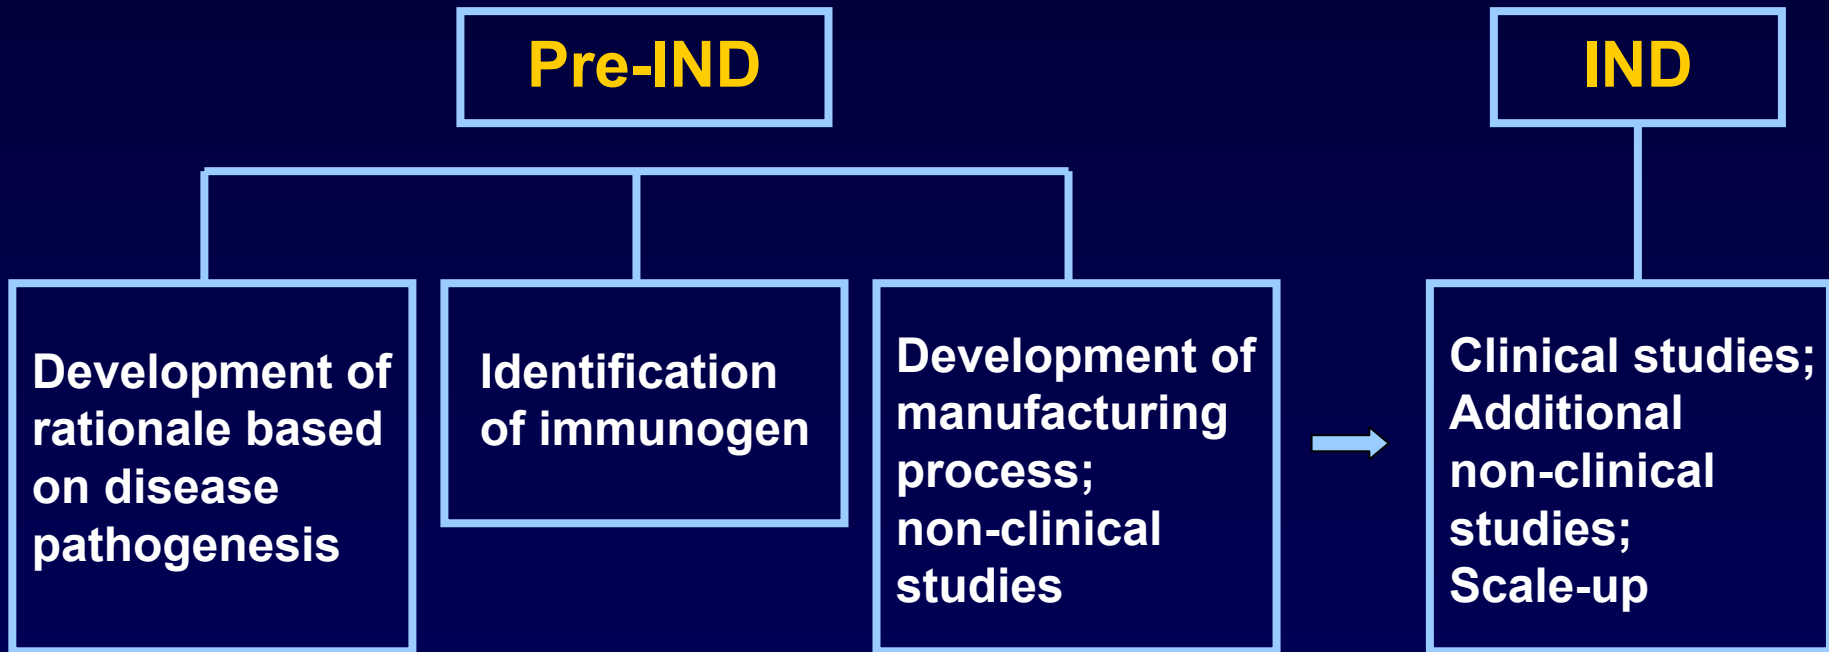 Pre-IND
IND
Development of
rationale based
on disease
pathogenesis
Identification
of immunogen
Development of
manufacturing
process;
non-clinical
studies
Clinical studies;
Additional
non-clinical
studies;
Scale-up